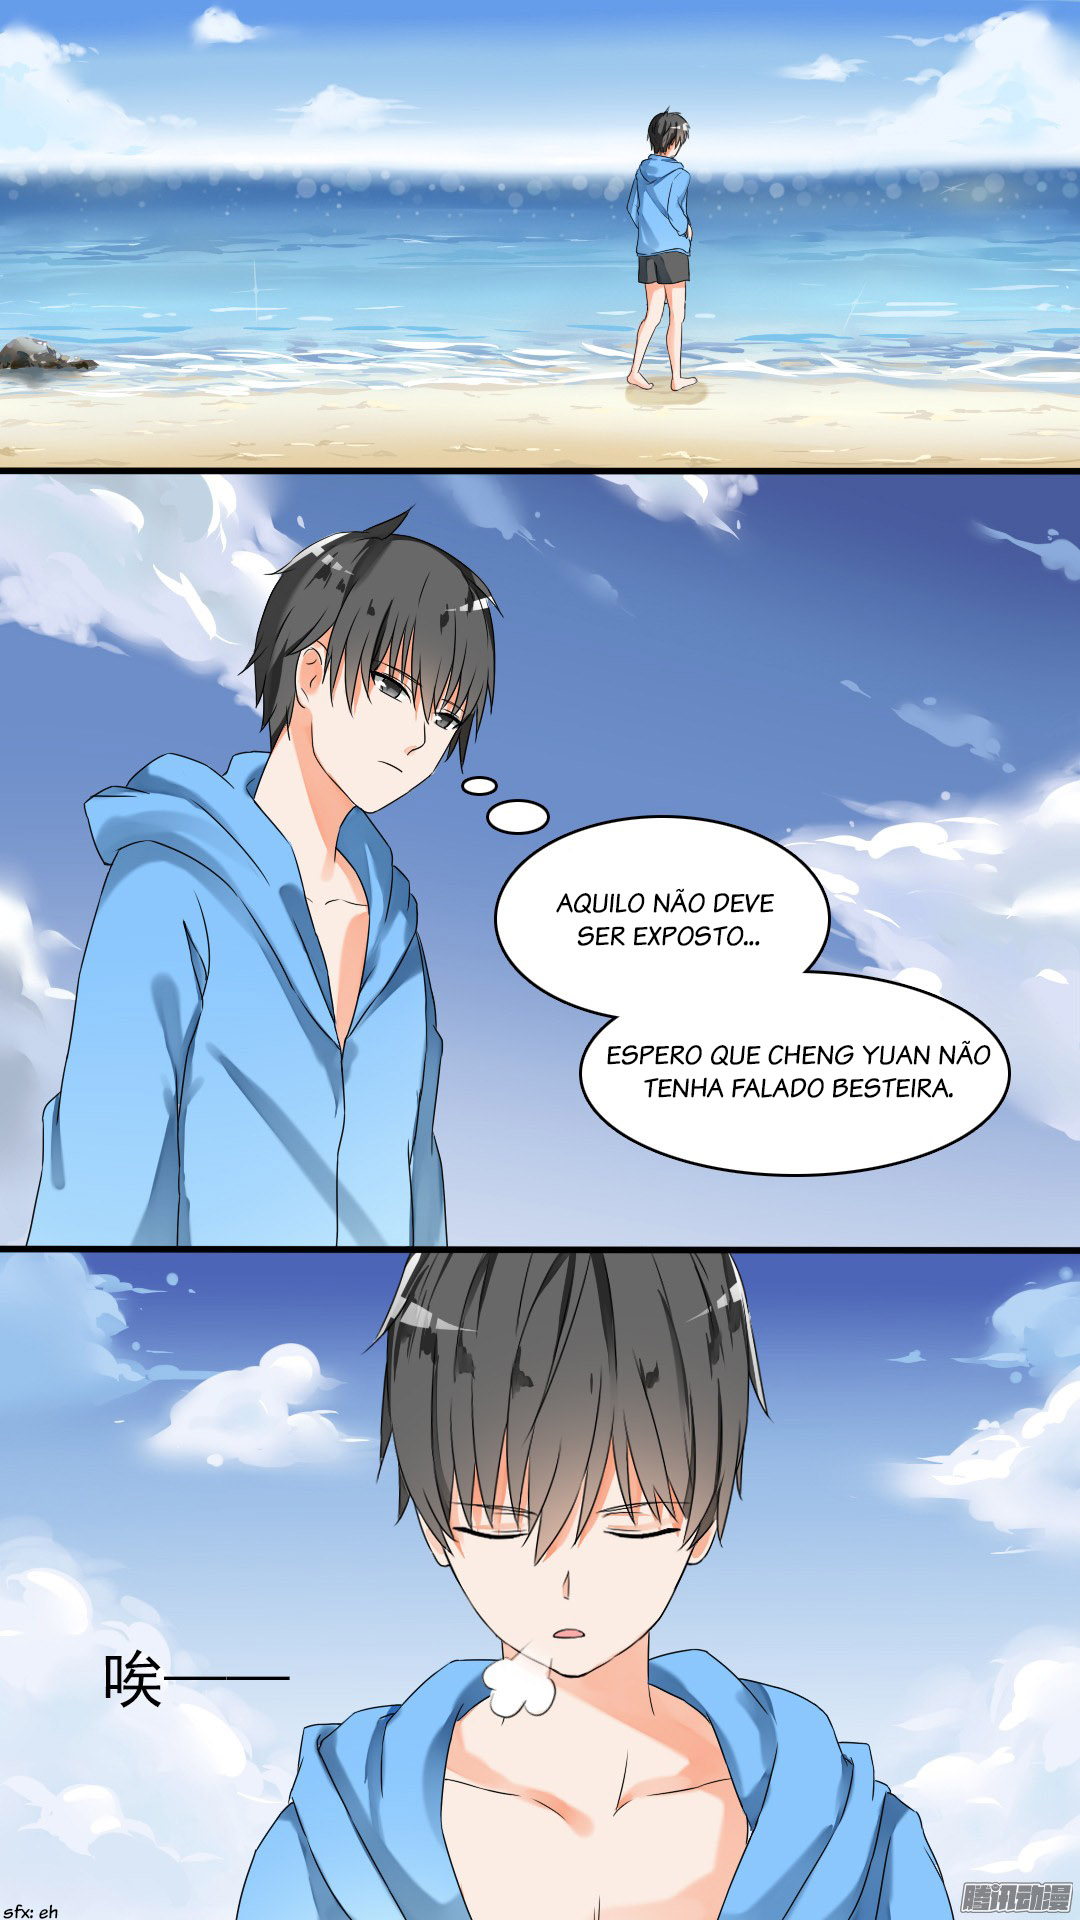 AQUILO NÃO DEVE
SER EXPOSTO...
ESPERO QUE CHENG YUAN NÃO
TENHA FALADO BESTEIRA.
唉——
sfx: eh
腾讯动漫